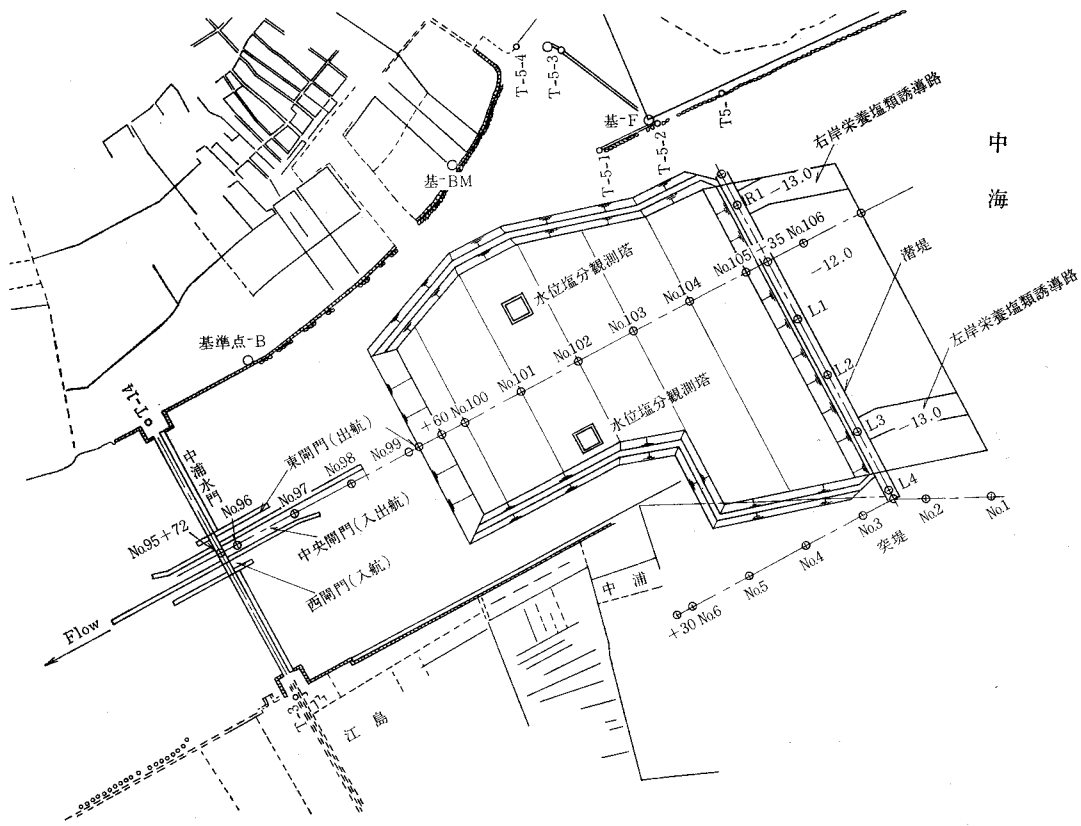 T-5-4
T-5-3
基-F
T5-
T-5-2
T-5-1
右岸栄養塩類誘導路
中海
基-BM
R1
-13.0
No.106
+35
No.105
-12.0
潜堤
水位塩分観測塔
No.104
No.103
No.102
No.101
No.100
+60
No.99
L1
L2
L3
L4
左岸栄養塩類誘導路
-13.0
基準点-B
T-14
水位塩分観測塔
中浦水門
東閘門(出航)
No.98
No.97
No.96
No.95+72
中央閘門(入出航)
西閘門(入航)
Flow
No.1
No.2
No.3
突堤
No.4
No.5
No.6
+30
中浦
江島
T-3